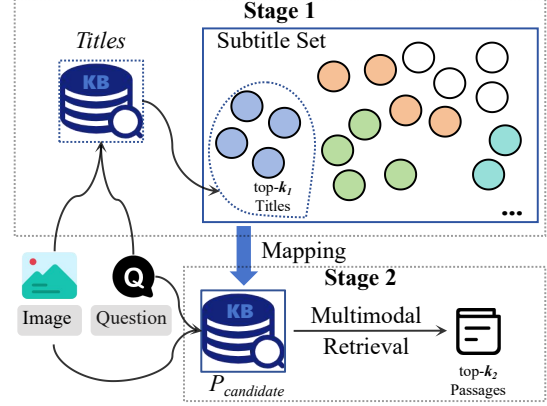 Stage 1
Titles
Subtitle Set
KB
top-k1
Titles
...
Mapping
Stage 2
Q
Image
Question
KB
Multimodal
Retrieval
Pcandidate
top-k2
Passages